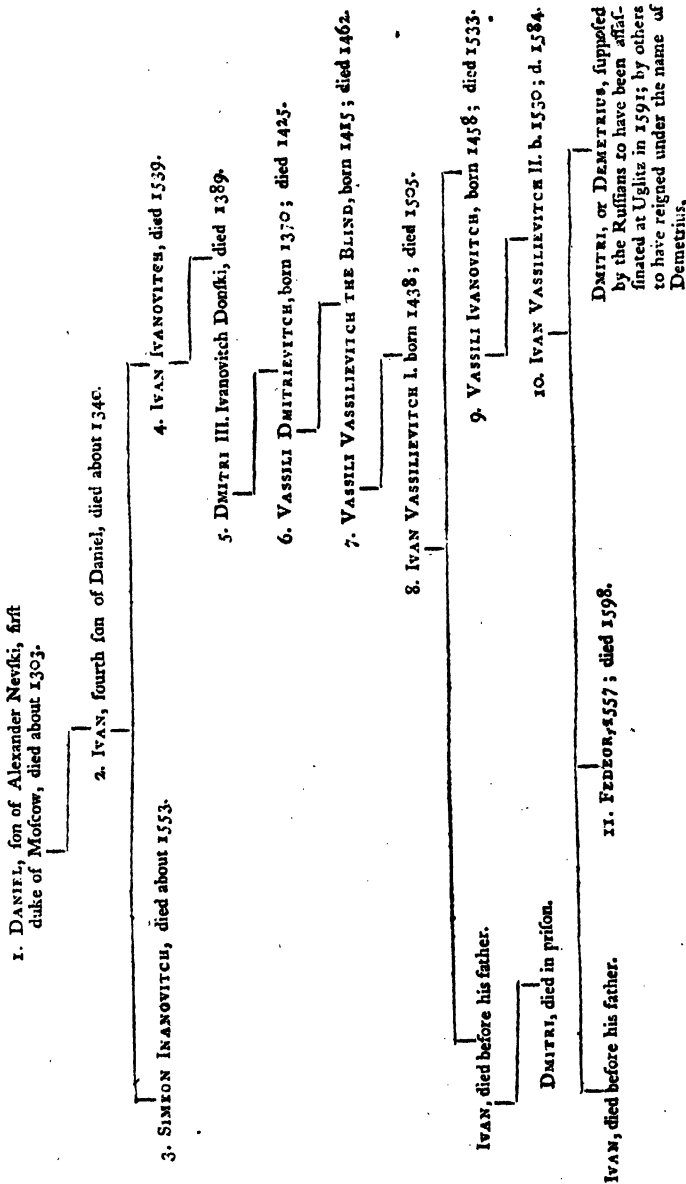 1. DANIEL, ſon of Alexander Nevſki, firſt
duke of Moſcow, died about 1303.
2. IVAN, fourth ſon of Daniel, died about 1340.
3. SIMEON INANOVITCH, died about 1553.
4. IVAN IVANOVITCH, died 1539.
5. DMITRI III. Ivanovitch Donſki, died 1389.
6. VASSILI DMITRIEVITCH, born 1370; died 1425.
7. VASSILI VASSILIEVITCH THE BLIND, born 1415; died 1462.
8. IVAN VASSILIEVITCH I. born 1438; died 1505.
IVAN, died before his father.
9. VASSILI IVANOVITCH, born 1458; died 1533.
DMITRI, died in priſon.
10. IVAN VASSILIEVITCH II. b. 1530; d. 1584.
IVAN, died before his father.
11. FEDEOR, 1557; died 1598.
DMITRI, or DEMETRIUS, ſuppoſed
by the Ruſſians to have been aſſaſ-
ſinated at Uglitz in 1591; by others
to have reigned under the name of
Demetrius.